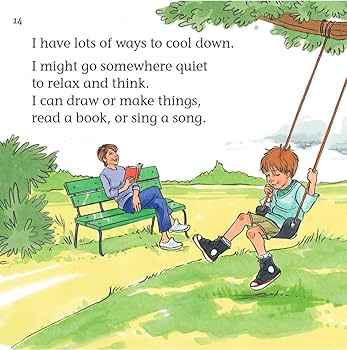 14
I have lots of ways to cool down.
I might go somewhere quiet
to relax and think.
I can draw or make things,
read a book, or sing a song.